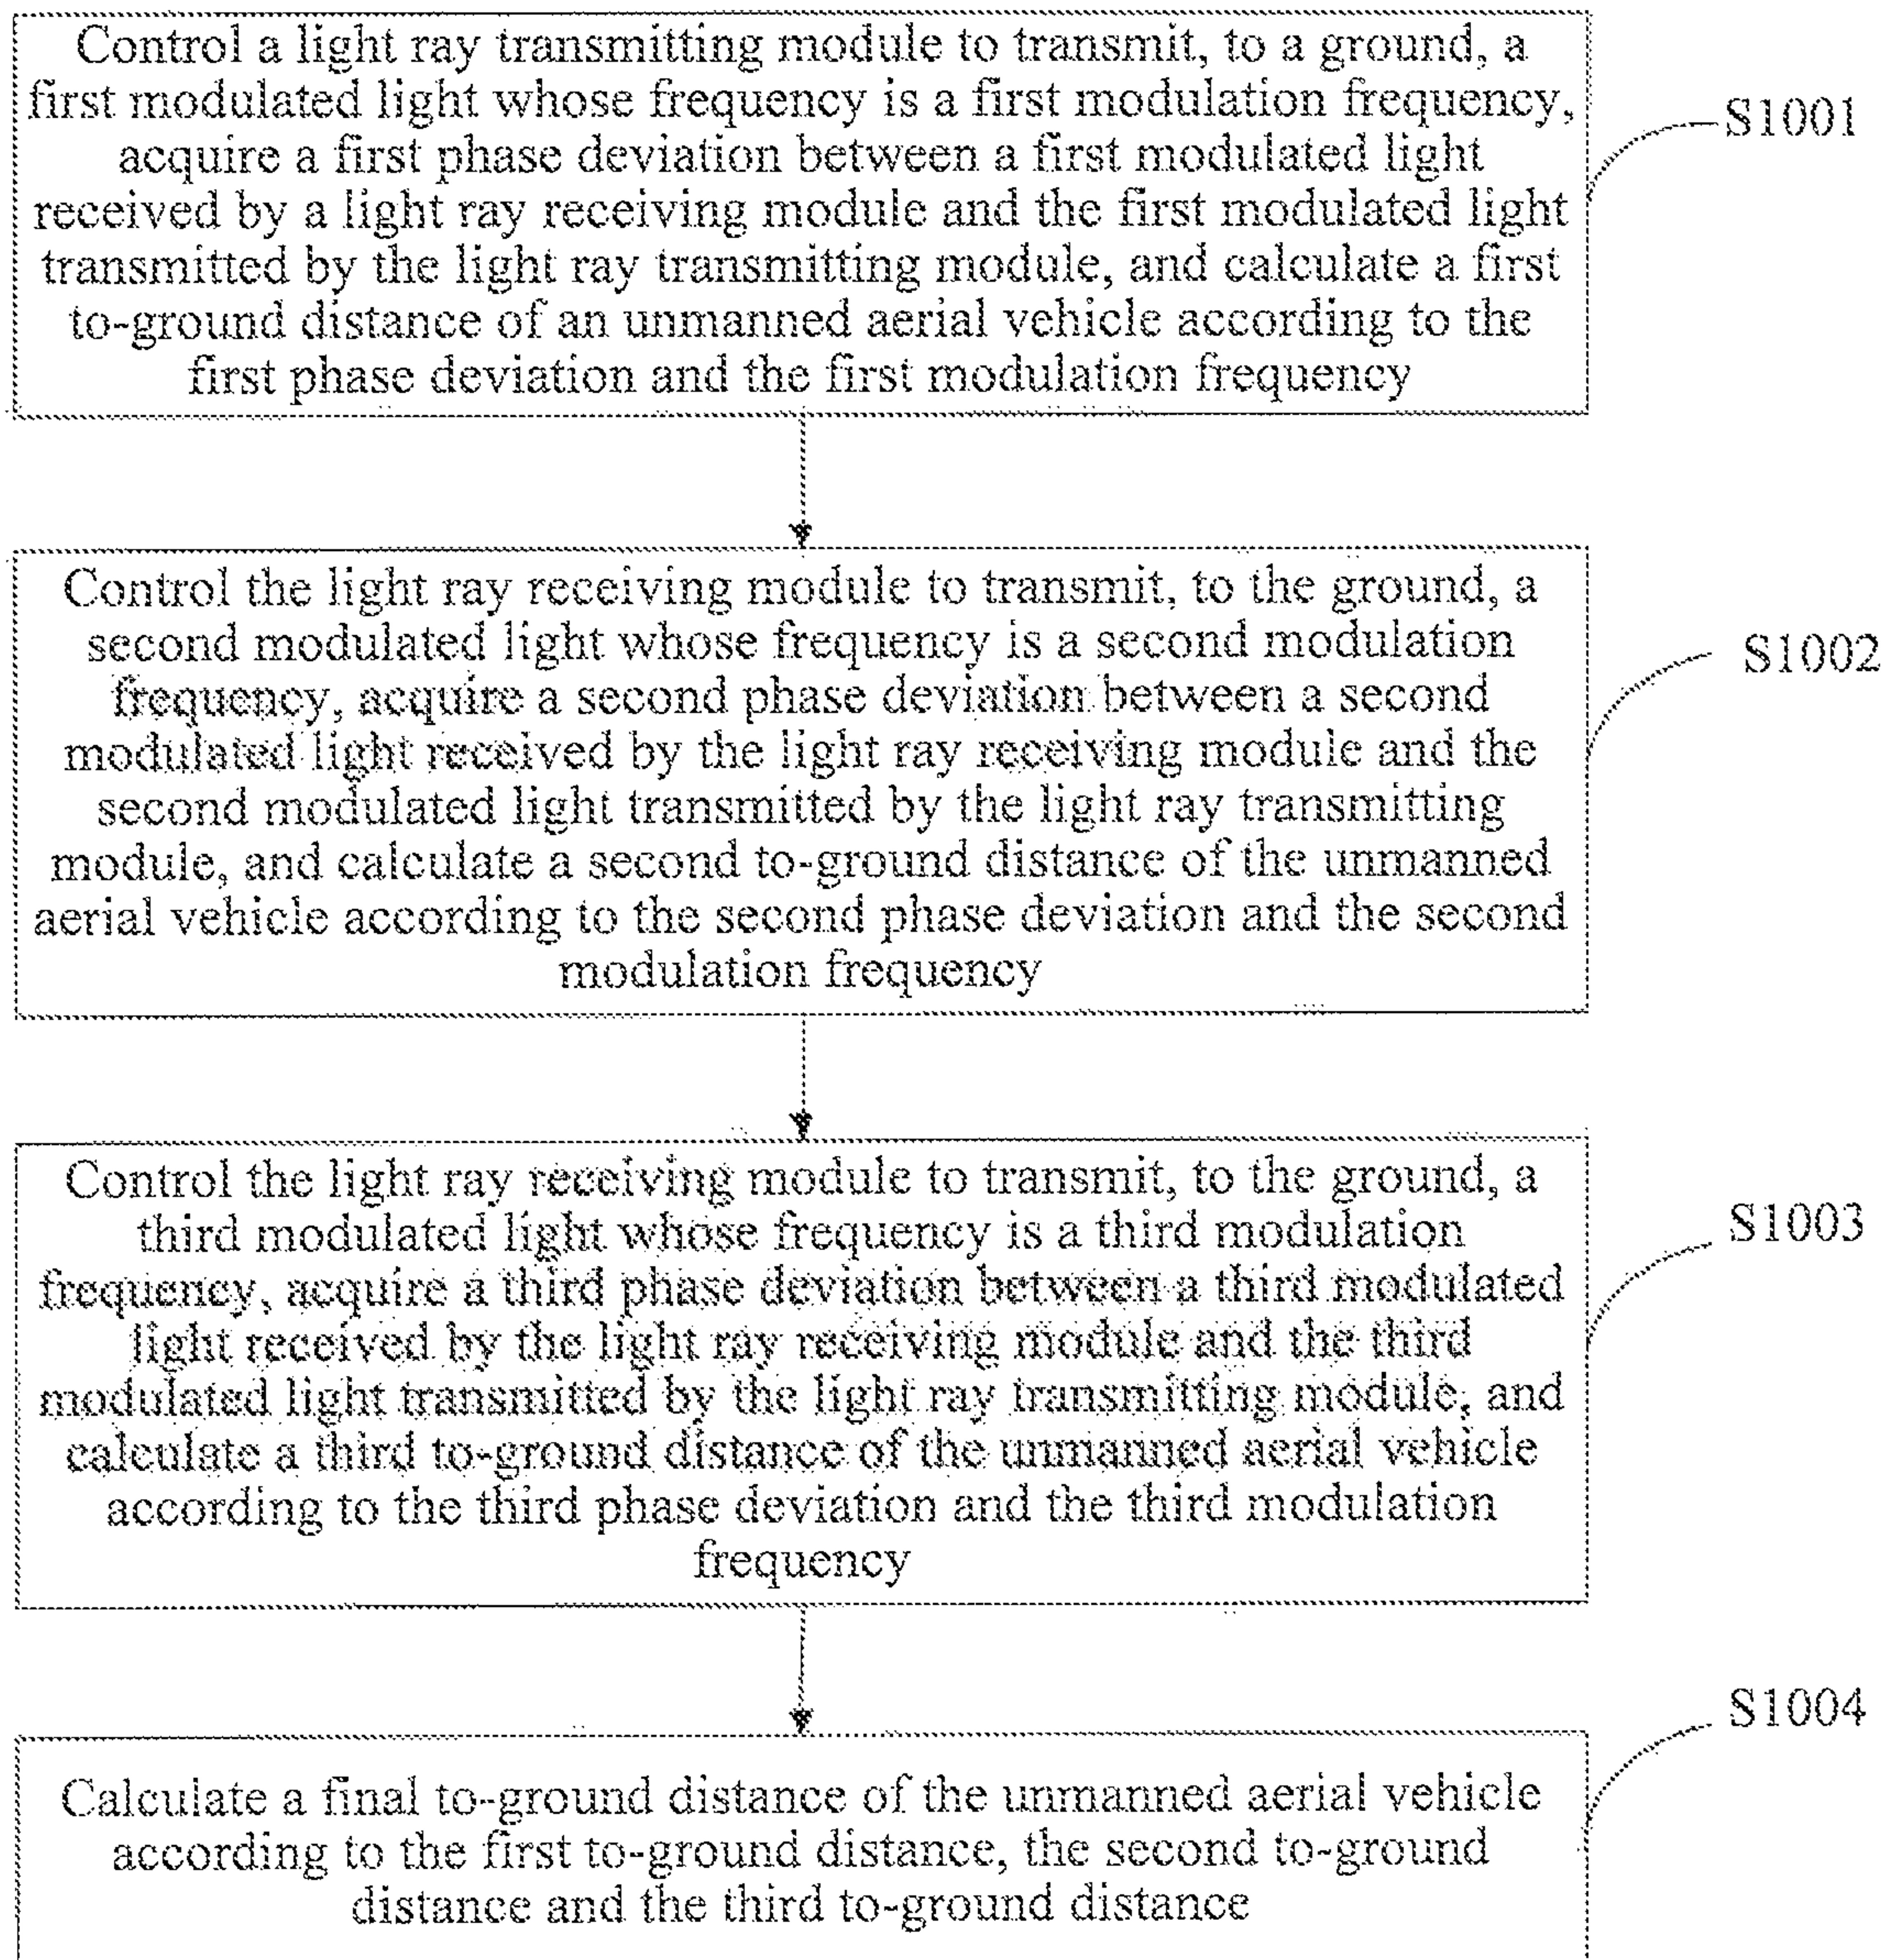 Control a light ray transmitting module to transmit, to a ground, a
first modulated light whose frequency is a first modulation frequency,
acquire a first phase deviation between a first modulated light
received by a light ray receiving module and the first modulated light
transmitted by the light ray transmitting module, and calculate a first
to-ground distance of an unmanned aerial vehicle according to the
first phase deviation and the first modulation frequency
S1001
Control the light ray receiving module to transmit, to the ground, a
second modulated light whose frequency is a second modulation
frequency, acquire a second phase deviation between a second
modulated light received by the light ray receiving module and the
second modulated light transmitted by the light ray transmitting
module, and calculate a second to-ground distance of the unmanned
aerial vehicle according to the second phase deviation and the second
modulation frequency
S1002
Control the light ray receiving module to transmit, to the ground, a
third modulated light whose frequency is a third modulation
frequency, acquire a third phase deviation between a third modulated
light received by the light ray receiving module and the third
modulated light transmitted by the light ray transmitting module, and
calculate a third to-ground distance of the unmanned aerial vehicle
according to the third phase deviation and the third modulation
frequency
S1003
Calculate a final to-ground distance of the unmanned aerial vehicle
according to the first to-ground distance, the second to-ground
distance and the third to-ground distance
S1004